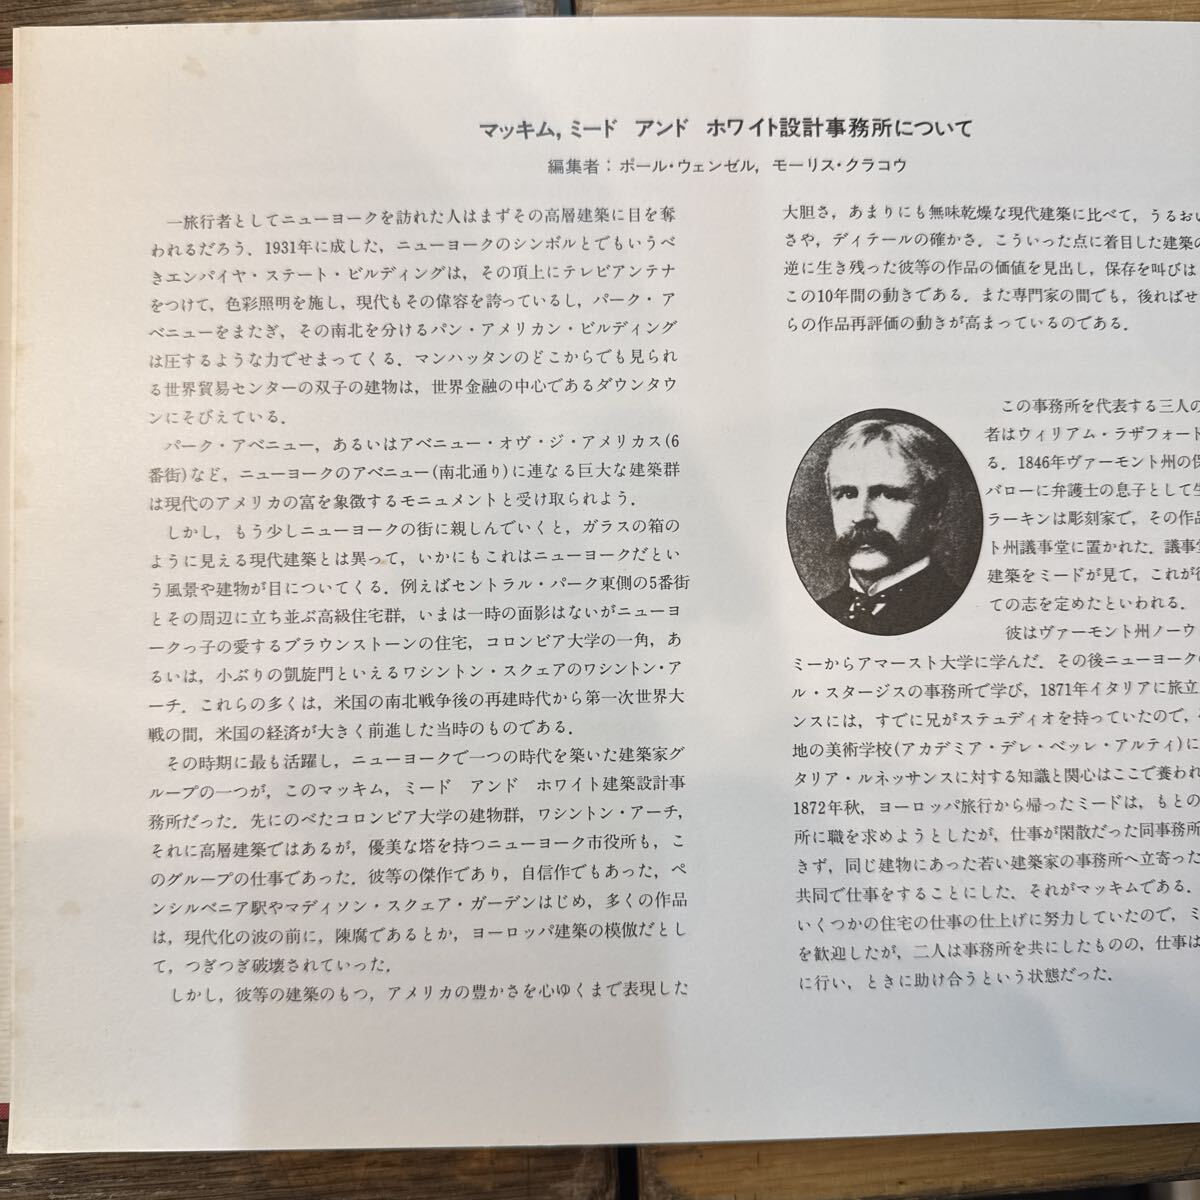 マッキム, ミード　アンド　ホワイト設計事務所について
編集者：ポール・ウェンゼル, モーリス・クラコウ
一旅行者としてニューヨークを訪れた人はまずその高層建築に目を奪
われるだろう．1931年に成した, ニューヨークのシンボルとでもいうべ
きエンパイヤ・ステート・ビルディングは, その頂上にテレビアンテナ
をつけて, 色彩照明を施し, 現代もその偉容を誇っているし, パーク・ア
ベニューをまたぎ, その南北を分けるパン・アメリカン・ビルディング
は圧するような力でせまってくる．マンハッタンのどこからでも見られ
る世界貿易センターの双子の建物は, 世界金融の中心であるダウンタウ
ンにそびえている．
パーク・アベニュー, あるいはアベニュー・オヴ・ジ・アメリカス(6
番街)など, ニューヨークのアベニュー(南北通り)に連なる巨大な建築群
は現代のアメリカの富を象徴するモニュメントと受け取られよう．
しかし, もう少しニューヨークの街に親しんでいくと, ガラスの箱の
ように見える現代建築とは異って, いかにもこれはニューヨークだとい
う風景や建物が目についてくる．例えばセントラル・パーク東側の5番街
とその周辺に立ち並ぶ高級住宅群, いまは一時の面影はないがニューヨ
ークっ子の愛するブラウンストーンの住宅, コロンビア大学の一角, あ
るいは, 小ぶりの凱旋門といえるワシントン・スクェアのワシントン・ア
ーチ．これらの多くは, 米国の南北戦争後の再建時代から第一次世界大
戦の間, 米国の経済が大きく前進した当時のものである．
その時期に最も活躍し, ニューヨークで一つの時代を築いた建築家グ
ループの一つが, このマッキム, ミード　アンド　ホワイト建築設計事
務所だった．先にのべたコロンビア大学の建物群, ワシントン・アーチ,
それに高層建築ではあるが, 優美な塔を持つニューヨーク市役所も, こ
のグループの仕事であった．彼等の傑作であり, 自信作でもあった, ペ
ンシルベニア駅やマディソン・スクェア・ガーデンはじめ, 多くの作品
は, 現代化の波の前に, 陳腐であるとか, ヨーロッパ建築の模倣だとし
て, つぎつぎ破壊されていった．
しかし, 彼等の建築のもつ, アメリカの豊かさを心ゆくまで表現した
大胆さ, あまりにも無味乾燥な現代建築に比べて, うるおい
さや, ディテールの確かさ．こういった点に着目した建築の
逆に生き残った彼等の作品の価値を見出し, 保存を叫びは
この10年間の動きである．また専門家の間でも, 後ればせ
らの作品再評価の動きが高まっているのである．
この事務所を代表する三人の
者はウィリアム・ラザフォード
る．1846年ヴァーモント州の
バローに弁護士の息子として生
ラーキンは彫刻家で, その作品
ト州議事堂に置かれた．議事堂
建築をミードが見て, これが
ての志を定めたといわれる．
彼はヴァーモント州ノーウ
ミーからアマースト大学に学んだ．その後ニューヨークの
ル・スタージスの事務所で学び, 1871年イタリアに旅立
ンスには, すでに兄がステュディオを持っていたので,
地の美術学校(アカデミア・デレ・ベッレ・アルティ)に
タリア・ルネッサンスに対する知識と関心はここで養われ
1872年秋, ヨーロッパ旅行から帰ったミードは, もとの
所に職を求めようとしたが, 仕事が閑散だった同事務所
きず, 同じ建物にあった若い建築家の事務所へ立寄った
共同で仕事をすることにした．それがマッキムである．
いくつかの住宅の仕事の仕上げに努力していたので, ミ
を歓迎したが, 二人は事務所を共にしたものの, 仕事は
に行い, ときに助け合うという状態だった．